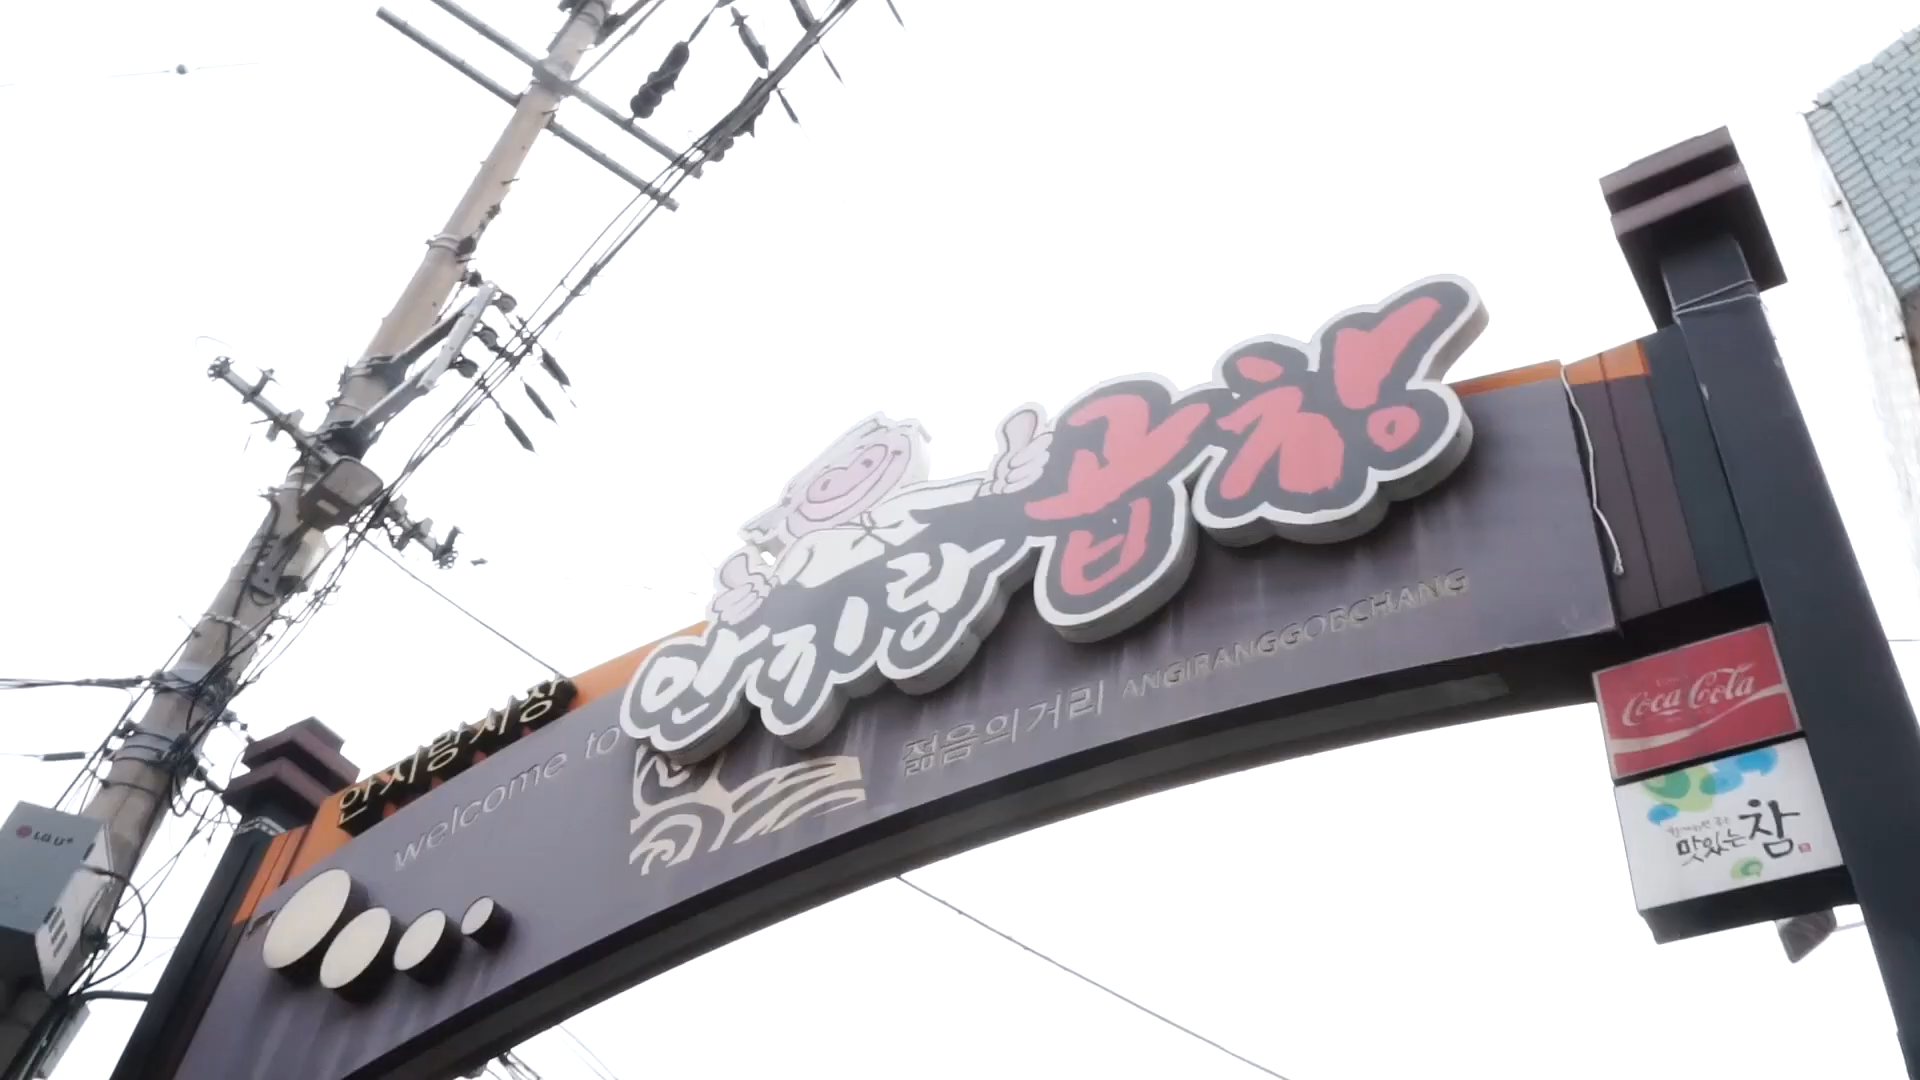 안지랑시장
welcome to
안지랑 곱창
젊음의거리 ANGIRANGGOBCHANG
Coca Cola
맛있는 참
LG U+